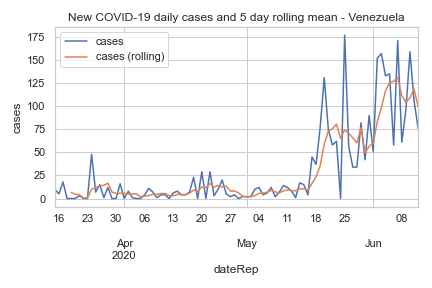 New COVID-19 daily cases and 5 day rolling mean - Venezuela
cases
cases (rolling)
175
150
125
100
75
50
25
0
cases
16 23 30 06 13 20 27 04 11 18 25 01 08
Apr May Jun
2020
dateRep